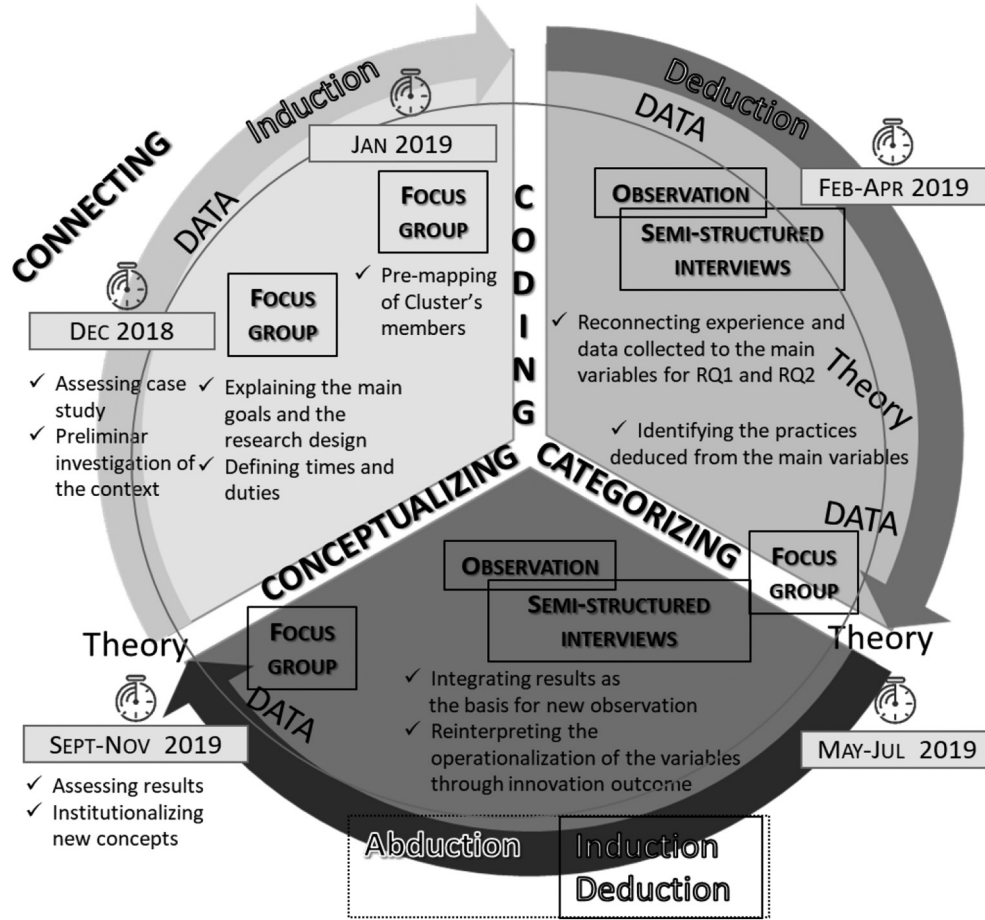 CONNECTING
Induction
DATA
JAN 2019
FOCUS
GROUP
✓ Pre-mapping
of Cluster's
members
DEC 2018
FOCUS
GROUP
✓ Assessing case
study
✓ Preliminar
investigation of
the context
✓ Explaining the main
goals and the
research design
✓ Defining times and
duties
CODING
Deduction
DATA
FEB-APR 2019
OBSERVATION
SEMI-STRUCTURED
INTERVIEWS
✓ Reconnecting experience and
data collected to the main
variables for RQ1 and RQ2
Theory
✓ Identifying the practices
deduced from the main variables
DATA
CATEGORIZING
FOCUS
GROUP
Theory
MAY-JUL 2019
CONCEPTUALIZING
OBSERVATION
SEMI-STRUCTURED
INTERVIEWS
✓ Integrating results as
the basis for new observation
✓ Reinterpreting the
operationalization of the variables
through innovation outcome
FOCUS
GROUP
DATA
Theory
SEPT-NOV 2019
✓ Assessing results
✓ Institutionalizing
new concepts
Abduction
Induction
Deduction